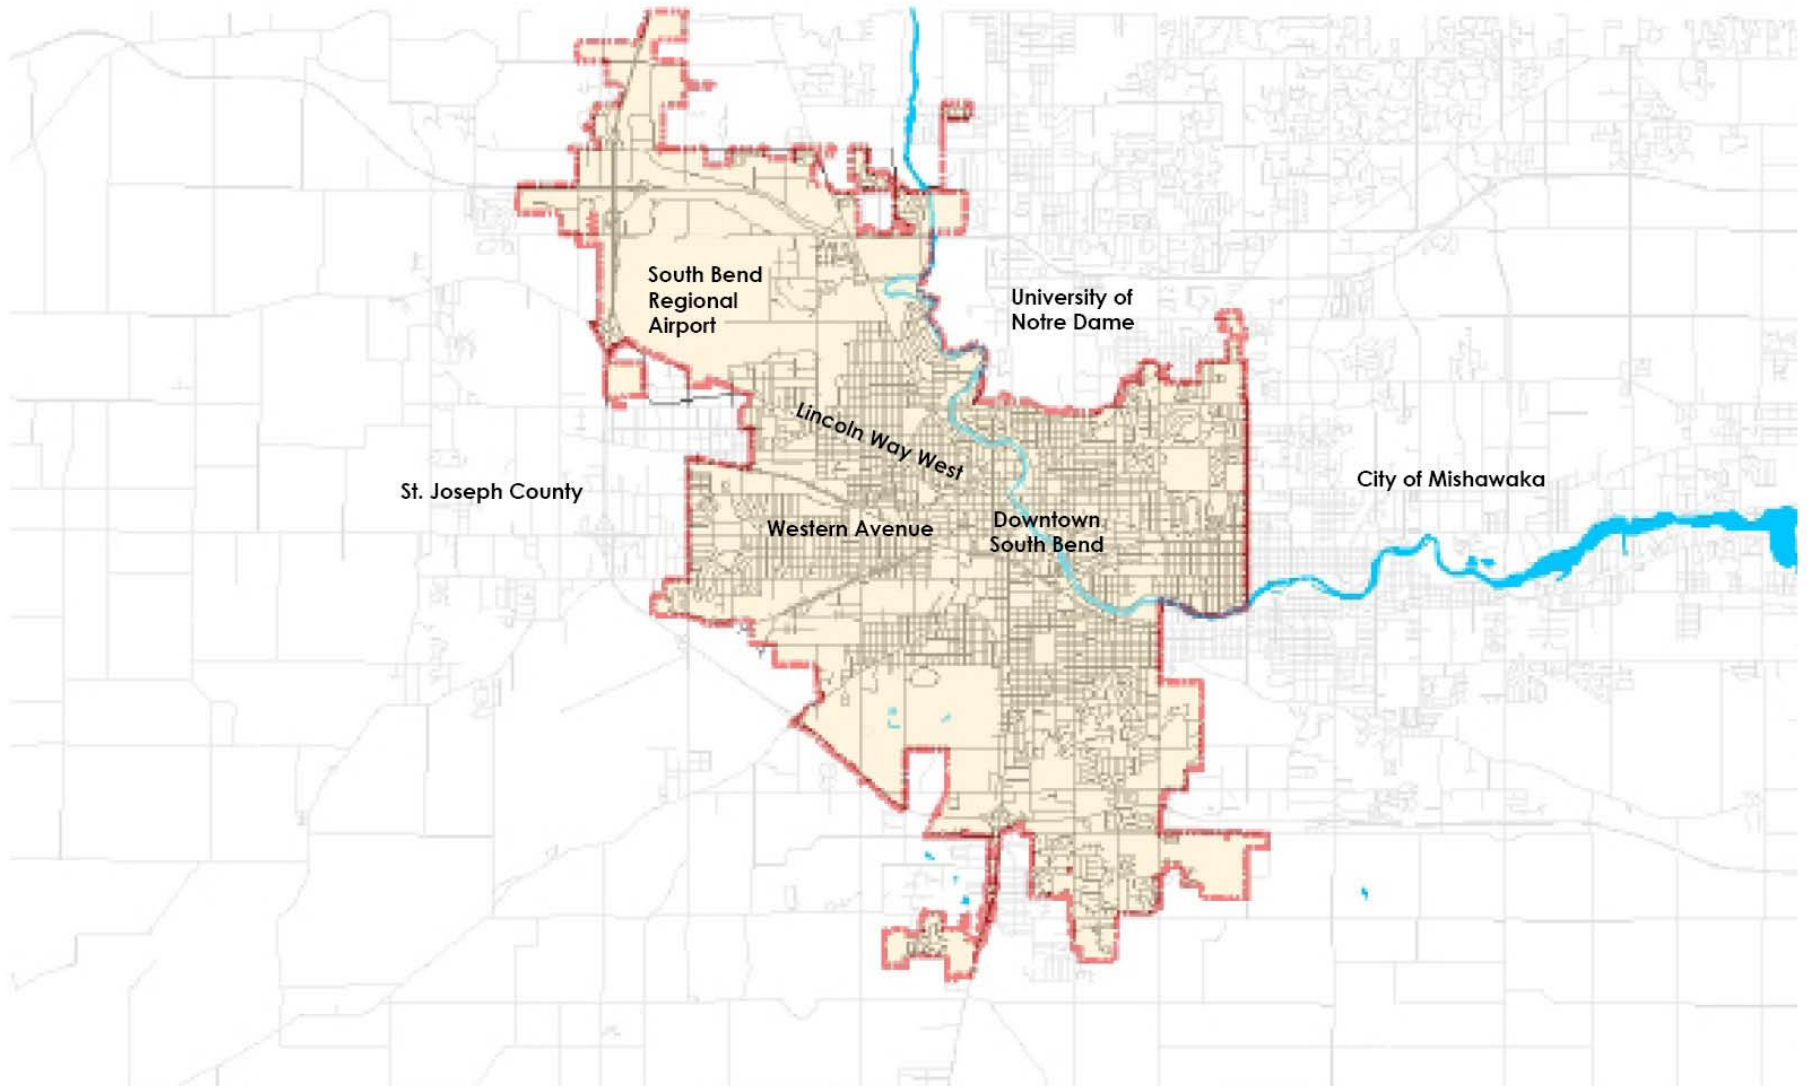 South Bend
Regional
Airport
University of
Notre Dame
Lincoln Way West
St. Joseph County
City of Mishawaka
Western Avenue
Downtown
South Bend